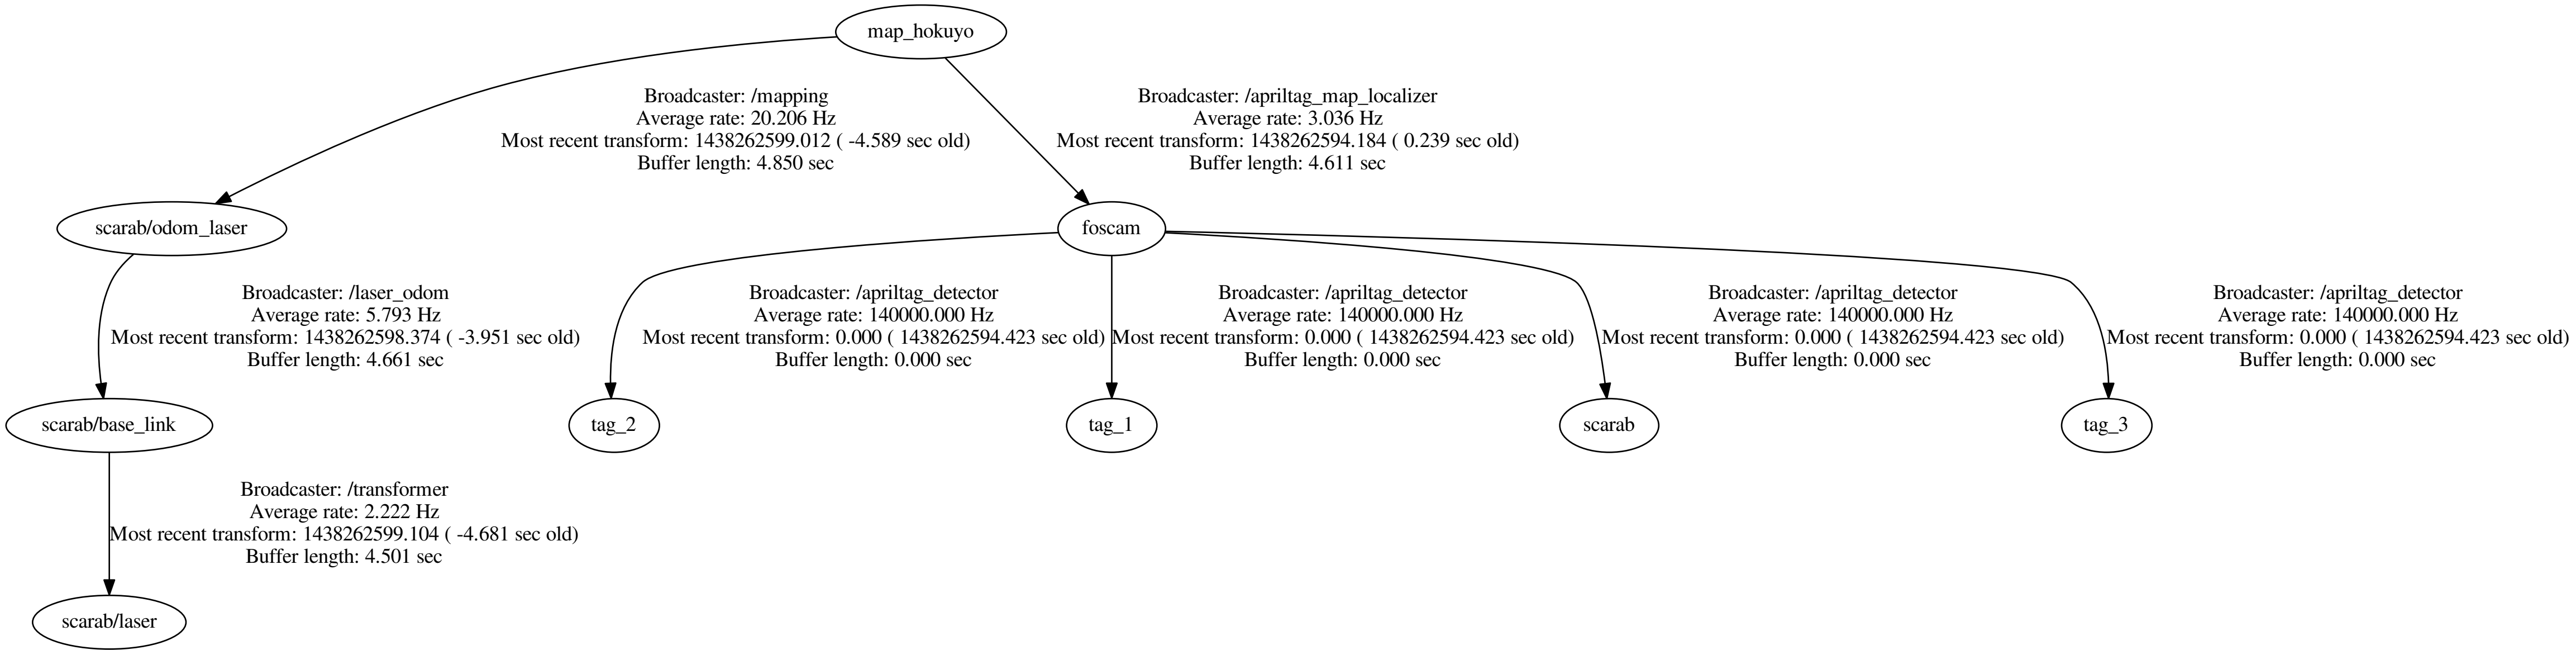 map_hokuyo
Broadcaster: /mapping
Average rate: 20.206 Hz
Most recent transform: 1438262599.012 ( -4.589 sec old)
Buffer length: 4.850 sec
Broadcaster: /apriltag_map_localizer
Average rate: 3.036 Hz
Most recent transform: 1438262594.184 ( 0.239 sec old)
Buffer length: 4.611 sec
scarab/odom_laser
foscam
Broadcaster: /laser_odom
Average rate: 5.793 Hz
Most recent transform: 1438262598.374 ( -3.951 sec old)
Buffer length: 4.661 sec
Broadcaster: /apriltag_detector
Average rate: 140000.000 Hz
Most recent transform: 0.000 ( 1438262594.423 sec old)
Buffer length: 0.000 sec
Broadcaster: /apriltag_detector
Average rate: 140000.000 Hz
Most recent transform: 0.000 ( 1438262594.423 sec old)
Buffer length: 0.000 sec
Broadcaster: /apriltag_detector
Average rate: 140000.000 Hz
Most recent transform: 0.000 ( 1438262594.423 sec old)
Buffer length: 0.000 sec
Broadcaster: /apriltag_detector
Average rate: 140000.000 Hz
Most recent transform: 0.000 ( 1438262594.423 sec old)
Buffer length: 0.000 sec
scarab/base_link
tag_2
tag_1
scarab
tag_3
Broadcaster: /transformer
Average rate: 2.222 Hz
Most recent transform: 1438262599.104 ( -4.681 sec old)
Buffer length: 4.501 sec
scarab/laser